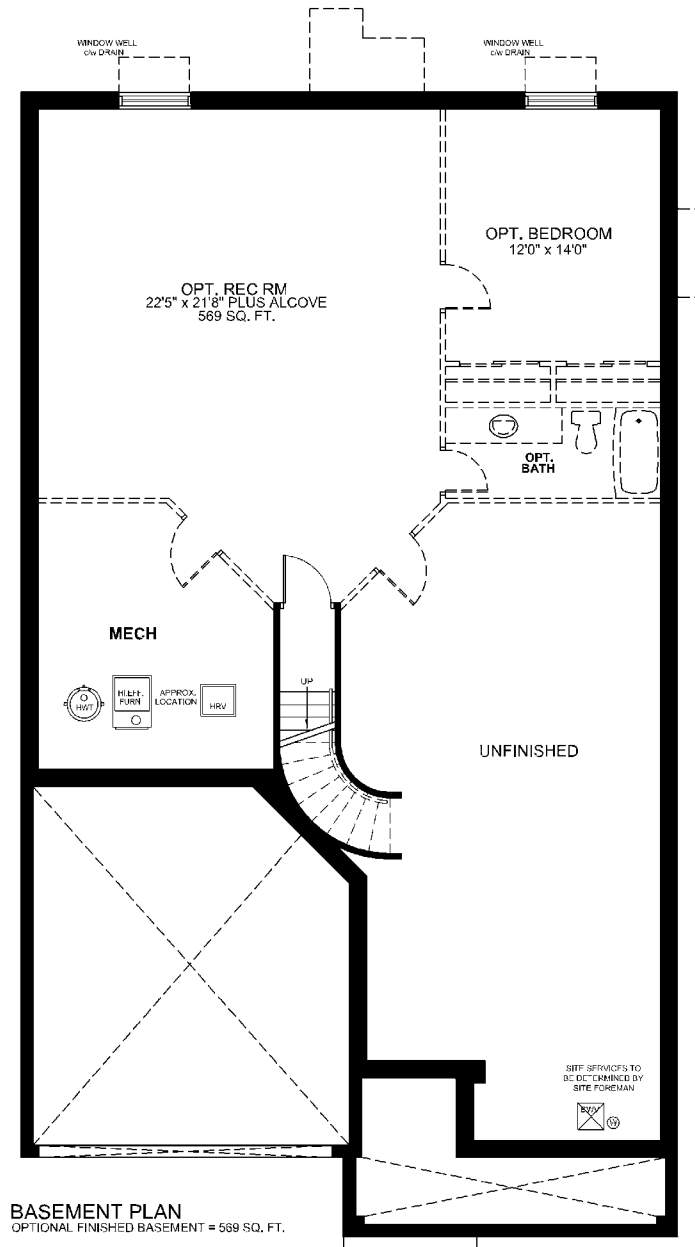 WINDOW WELL
c/w DRAIN
WINDOW WELL
c/w DRAIN
OPT. BEDROOM
12'0" x 14'0"
OPT. REC RM
22'5" x 21'8" PLUS ALCOVE
569 SQ. FT.
OPT.
BATH
MECH
UP
HWT
HI.EFF.
FURN
APPROX.
LOCATION
HRV
UNFINISHED
SITE SERVICES TO
BE DETERMINED BY
SITE FOREMAN
W
BASEMENT PLAN
OPTIONAL FINISHED BASEMENT = 569 SQ. FT.